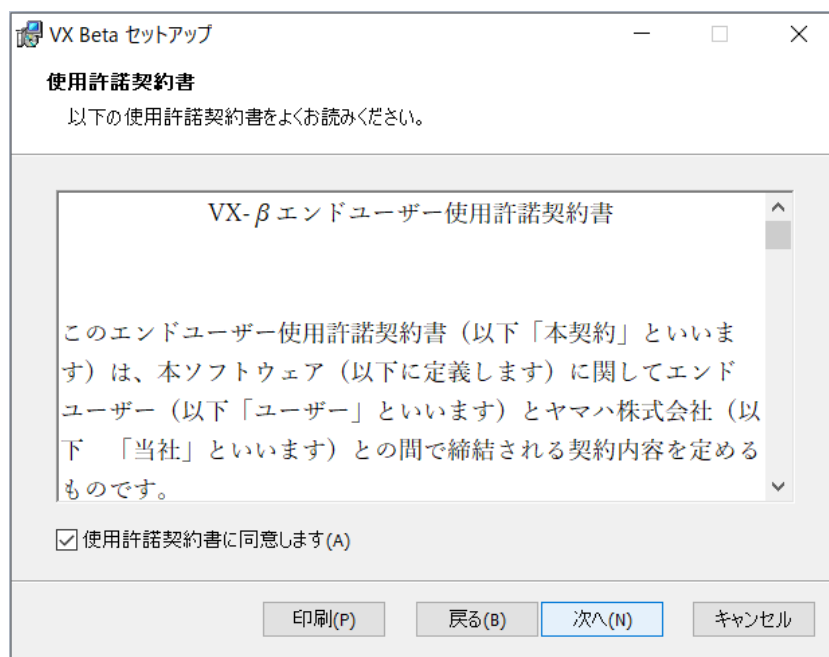 VX Beta セットアップ
使用許諾契約書
以下の使用許諾契約書をよくお読みください。
VX-βエンドユーザー使用許諾契約書
このエンドユーザー使用許諾契約書（以下「本契約」といいま
す）は、本ソフトウェア（以下に定義します）に関してエンド
ユーザー（以下「ユーザー」といいます）とヤマハ株式会社（以
下　「当社」といいます）との間で締結される契約内容を定める
ものです。
使用許諾契約書に同意します(A)
印刷(P) 戻る(B) 次へ(N) キャンセル